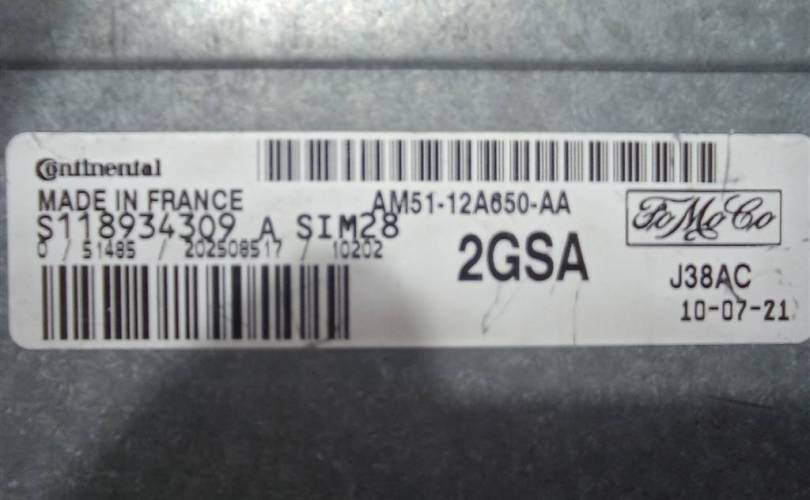 Continental
MADE IN FRANCE
AM51-12A650-AA
FoMoCo
S118934309 A SIM28
0 / 51485 / 202508517 / 10202
2GSA
J38AC
10-07-21